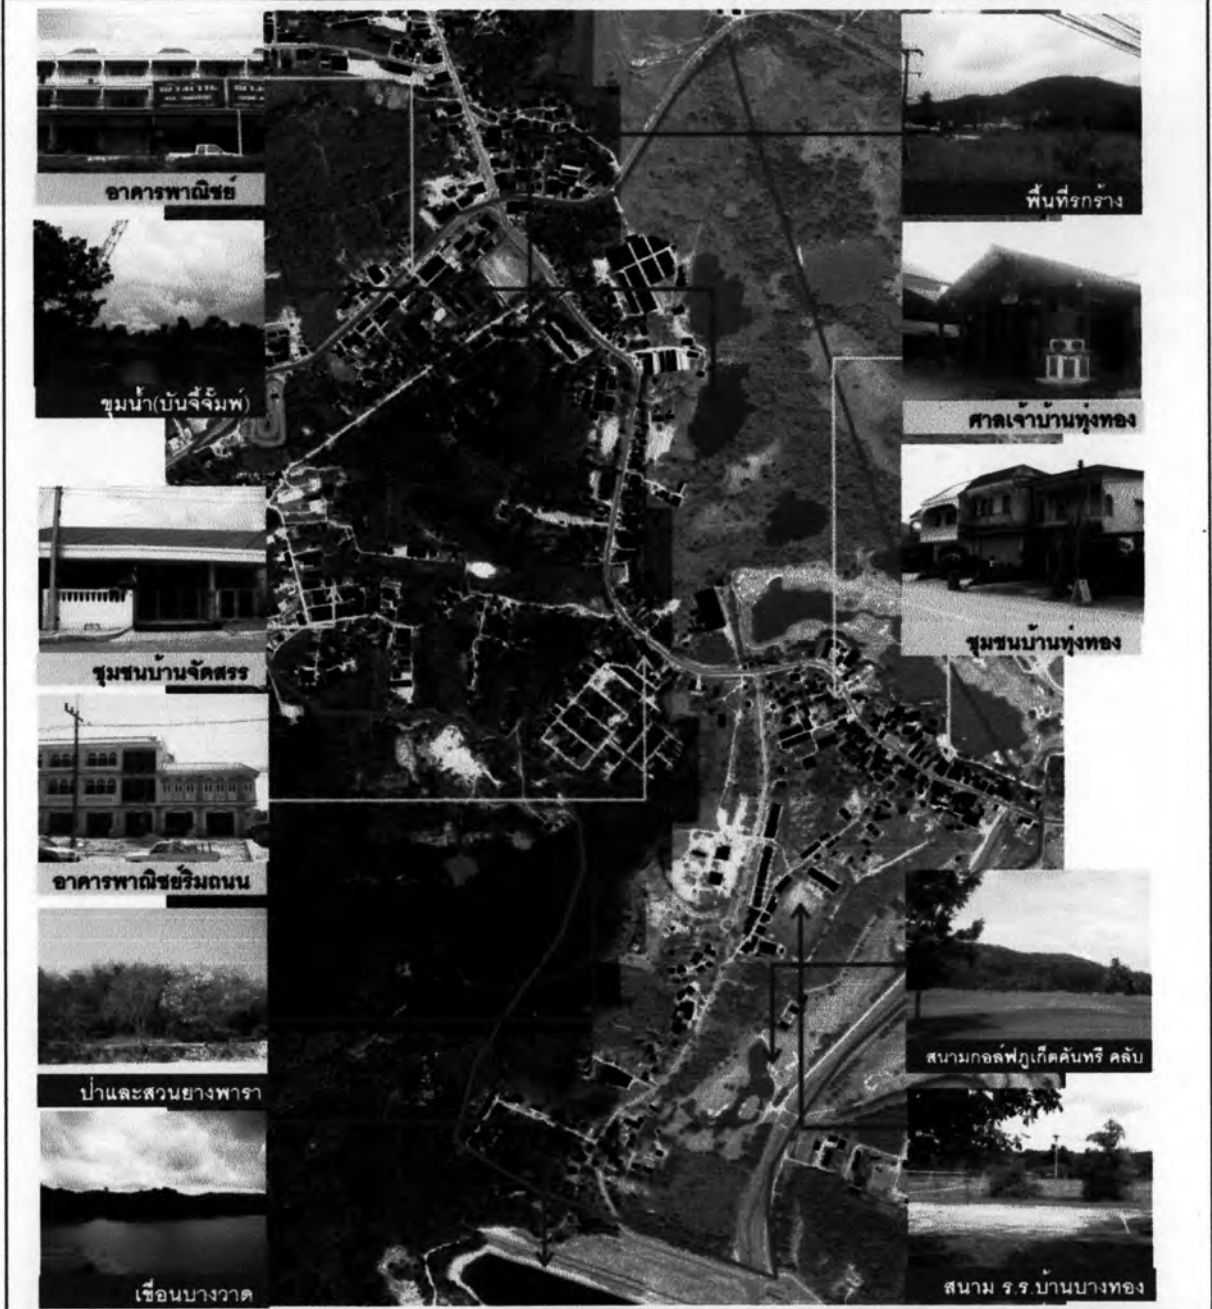 อาคารพาณิชย์
ขุมน้ำ(บันจี้จั๊มพ์)
ชุมชนบ้านจัดสรร
อาคารพาณิชย์ริมถนน
ป่าและสวนยางพารา
เขื่อนบางวาด
พื้นที่รกร้าง
ศาลเจ้าบ้านทุ่งทอง
ชุมชนบ้านทุ่งทอง
สนามกอล์ฟภูเก็ตคันทรี คลับ
สนาม ร.ร.บ้านบางทอง